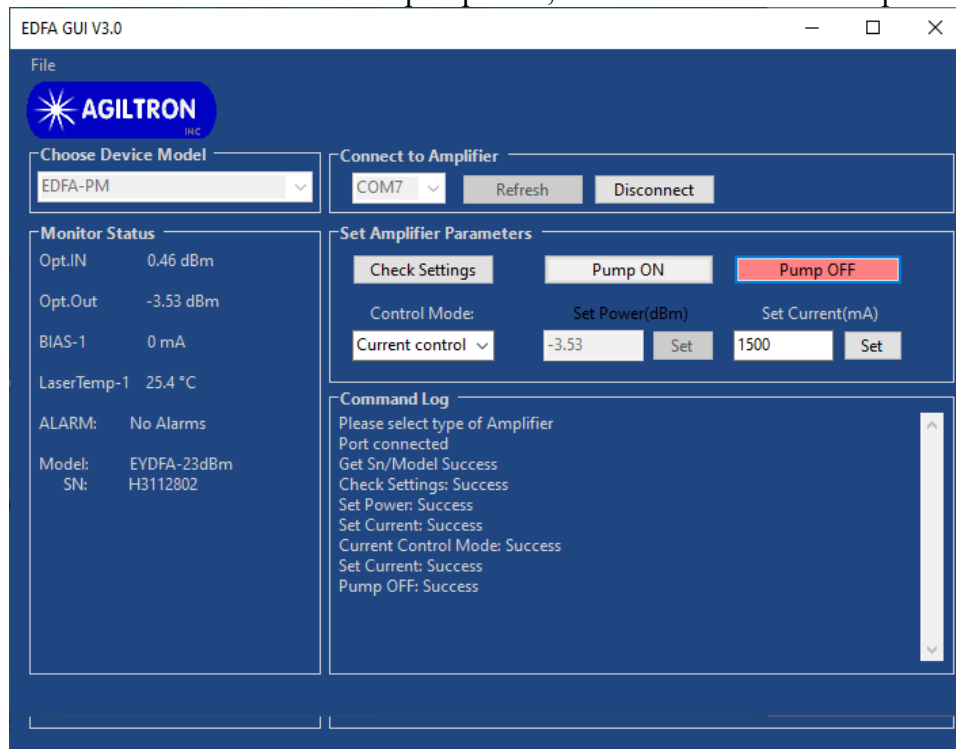 EDFA GUI V3.0
File
AGILTRON
INC
Choose Device Model
EDFA-PM
Connect to Amplifier
COM7 Refresh Disconnect
Monitor Status
Opt.IN 0.46 dBm
Opt.Out -3.53 dBm
BIAS-1 0 mA
LaserTemp-1 25.4 °C
ALARM: No Alarms
Model: EYDFA-23dBm
SN: H3112802
Set Amplifier Parameters
Check Settings Pump ON Pump OFF
Control Mode: Set Power(dBm) Set Current(mA)
Current control -3.53 Set 1500 Set
Command Log
Please select type of Amplifier
Port connected
Get Sn/Model Success
Check Settings: Success
Set Power: Success
Set Current: Success
Current Control Mode: Success
Set Current: Success
Pump OFF: Success